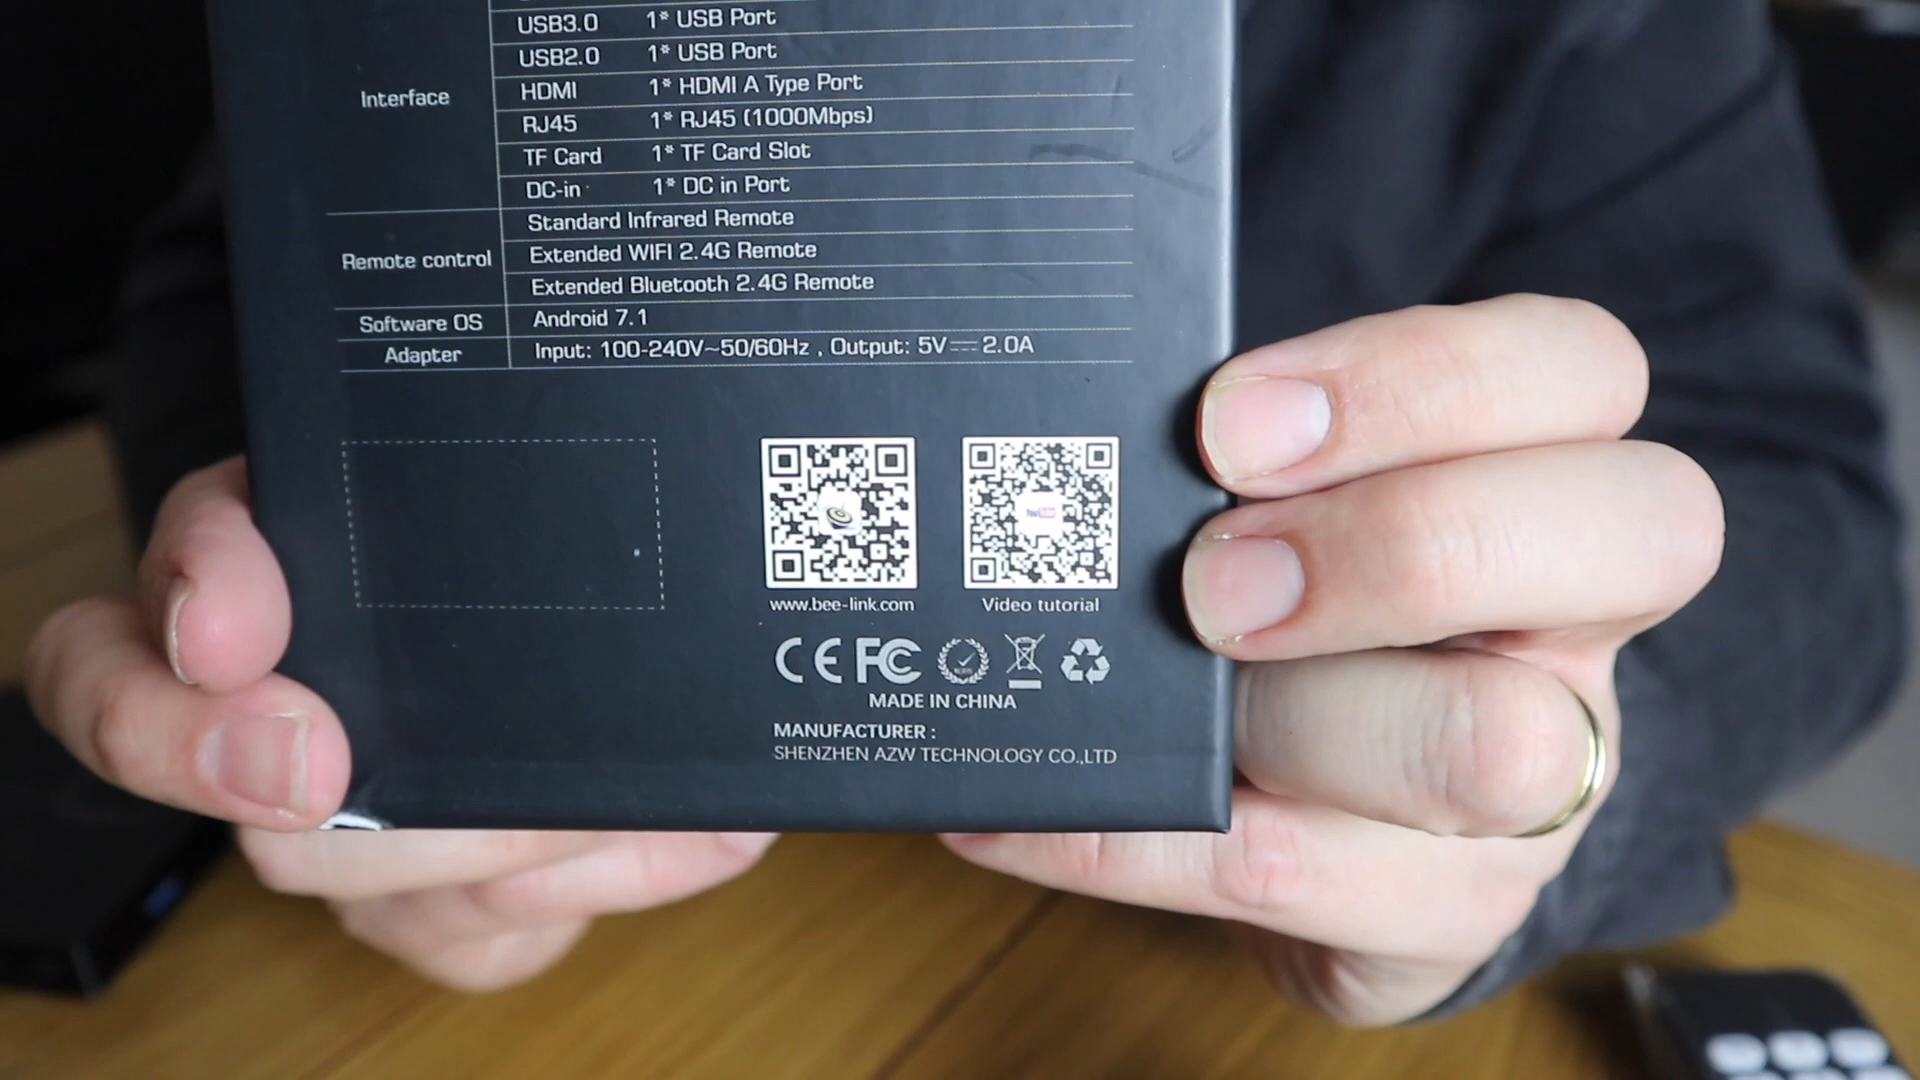 USB3.0 1* USB Port
USB2.0 1* USB Port
Interface
HDMI 1* HDMI A Type Port
RJ45 1* RJ45 (1000Mbps)
TF Card 1* TF Card Slot
DC-in 1* DC in Port
Standard Infrared Remote
Remote control
Extended WIFI 2.4G Remote
Extended Bluetooth 2.4G Remote
Software OS Android 7.1
Adapter Input: 100-240V~50/60Hz , Output: 5V⎓2.0A
YouTube
www.bee-link.com
Video tutorial
CE FC
MADE IN CHINA
MANUFACTURER :
SHENZHEN AZW TECHNOLOGY CO.,LTD